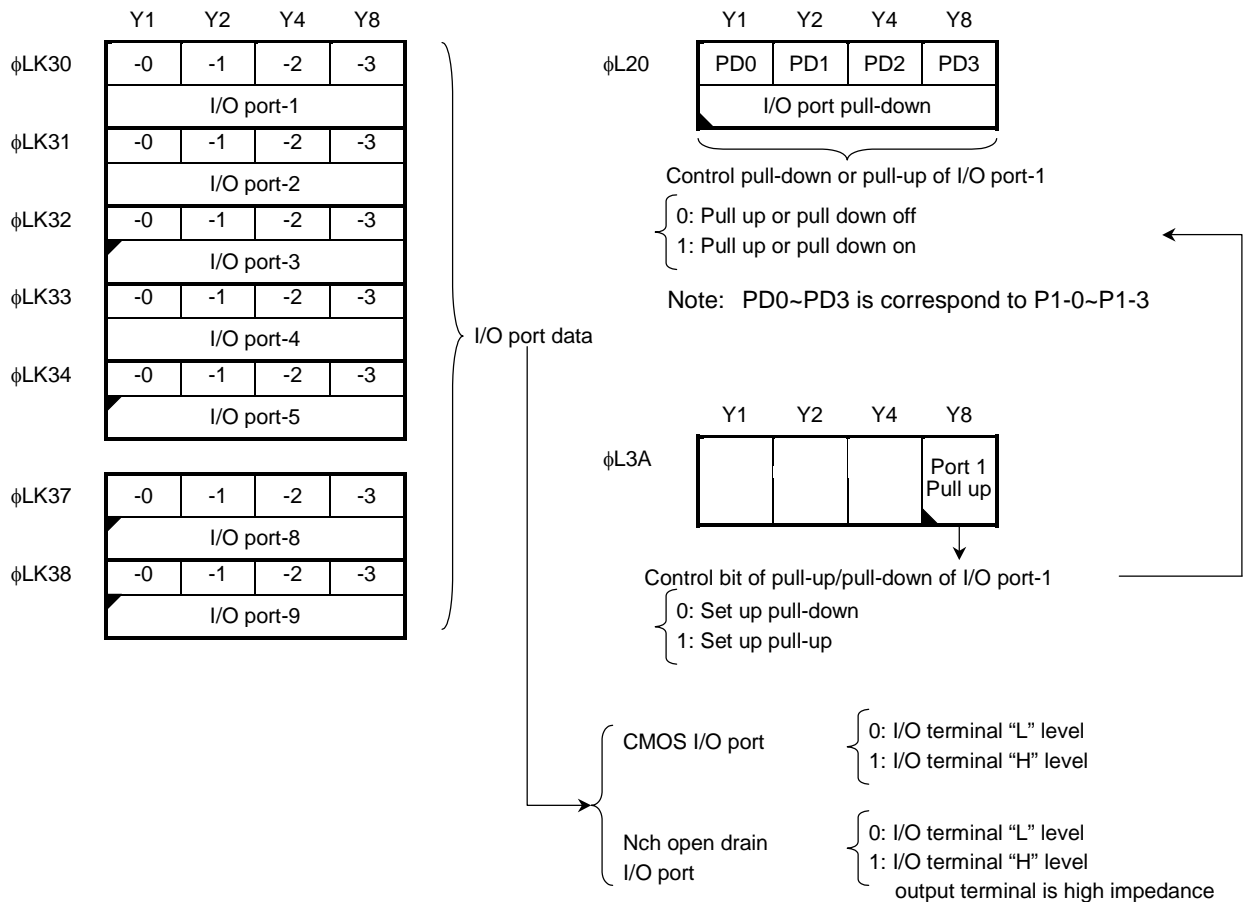 Y1 Y2 Y4 Y8
ϕLK30 -0 -1 -2 -3
I/O port-1
ϕLK31 -0 -1 -2 -3
I/O port-2
ϕLK32 -0 -1 -2 -3
I/O port-3
ϕLK33 -0 -1 -2 -3
I/O port-4
ϕLK34 -0 -1 -2 -3
I/O port-5
ϕLK37 -0 -1 -2 -3
I/O port-8
ϕLK38 -0 -1 -2 -3
I/O port-9
I/O port data
Y1 Y2 Y4 Y8
ϕL20 PD0 PD1 PD2 PD3
I/O port pull-down
Control pull-down or pull-up of I/O port-1
0: Pull up or pull down off
1: Pull up or pull down on
Note: PD0~PD3 is correspond to P1-0~P1-3
Y1 Y2 Y4 Y8
ϕL3A Port 1
Pull up
Control bit of pull-up/pull-down of I/O port-1
0: Set up pull-down
1: Set up pull-up
CMOS I/O port
0: I/O terminal “L” level
1: I/O terminal “H” level
Nch open drain
I/O port
0: I/O terminal “L” level
1: I/O terminal “H” level
output terminal is high impedance